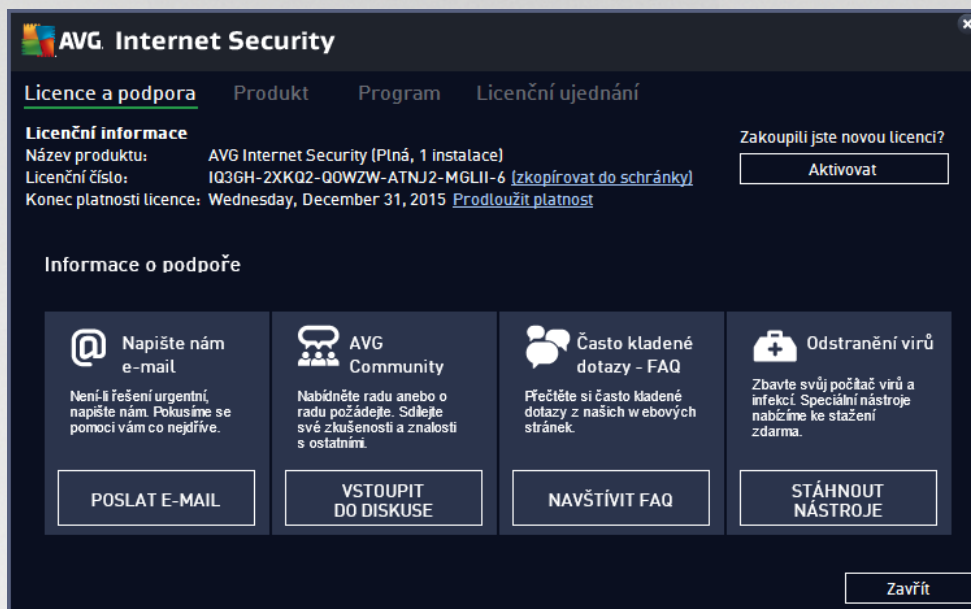 AVG. Internet Security
Licence a podpora Produkt Program Licenční ujednání
Licenční informace
Název produktu: AVG Internet Security (Plná, 1 instalace)
Licenční číslo: IQ3GH-2XKQ2-QOWZW-ATNJ2-MGLII-6 (zkopírovat do schránky)
Konec platnosti licence: Wednesday, December 31, 2015 Prodloužit platnost
Zakoupili jste novou licenci?
Aktivovat
Informace o podpoře
Napište nám
e-mail
Není-li řešení urgentní,
napište nám. Pokusíme se
pomoci vám co nejdříve.
POSLAT E-MAIL
AVG
Community
Nabídněte radu anebo o
radu požádejte. Sdílejte
své zkušenosti a znalosti
s ostatními.
VSTOUPIT
DO DISKUSE
Často kladené
dotazy - FAQ
Přečtěte si často kladené
dotazy z našich webových
stránek.
NAVŠTÍVIT FAQ
Odstranění virů
Zbavte svůj počítač virů a
infekcí. Speciální nástroje
nabízíme ke stažení
zdarma.
STÁHNOUT
NÁSTROJE
Zavřít